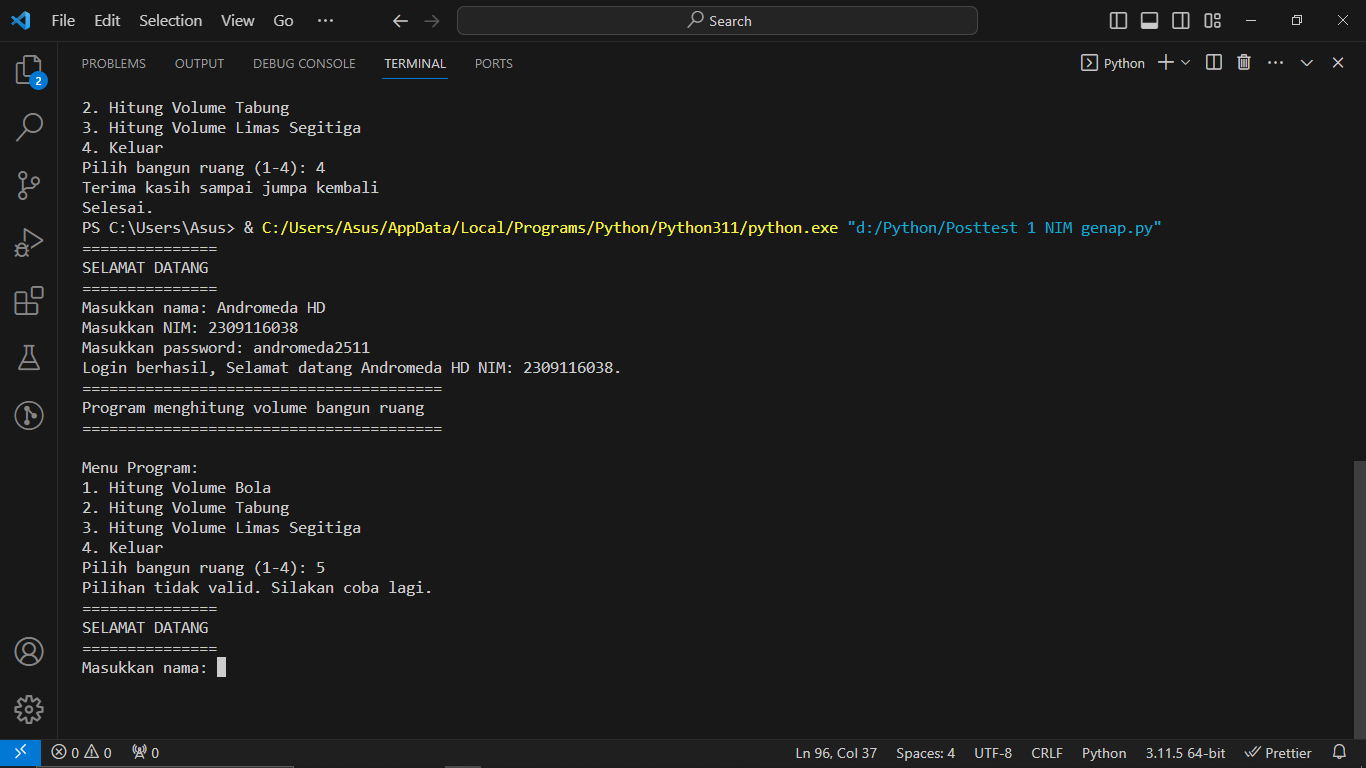 File Edit Selection View Go ··· Search
PROBLEMS OUTPUT DEBUG CONSOLE TERMINAL PORTS Python
2
2. Hitung Volume Tabung
3. Hitung Volume Limas Segitiga
4. Keluar
Pilih bangun ruang (1-4): 4
Terima kasih sampai jumpa kembali
Selesai.
PS C:\Users\Asus> & C:/Users/Asus/AppData/Local/Programs/Python/Python311/python.exe "d:/Python/Posttest 1 NIM genap.py"
===============
SELAMAT DATANG
===============
Masukkan nama: Andromeda HD
Masukkan NIM: 2309116038
Masukkan password: andromeda2511
Login berhasil, Selamat datang Andromeda HD NIM: 2309116038.
========================================
Program menghitung volume bangun ruang
========================================
Menu Program:
1. Hitung Volume Bola
2. Hitung Volume Tabung
3. Hitung Volume Limas Segitiga
4. Keluar
Pilih bangun ruang (1-4): 5
Pilihan tidak valid. Silakan coba lagi.
===============
SELAMAT DATANG
===============
Masukkan nama:
0 0 0 Ln 96, Col 37 Spaces: 4 UTF-8 CRLF Python 3.11.5 64-bit Prettier